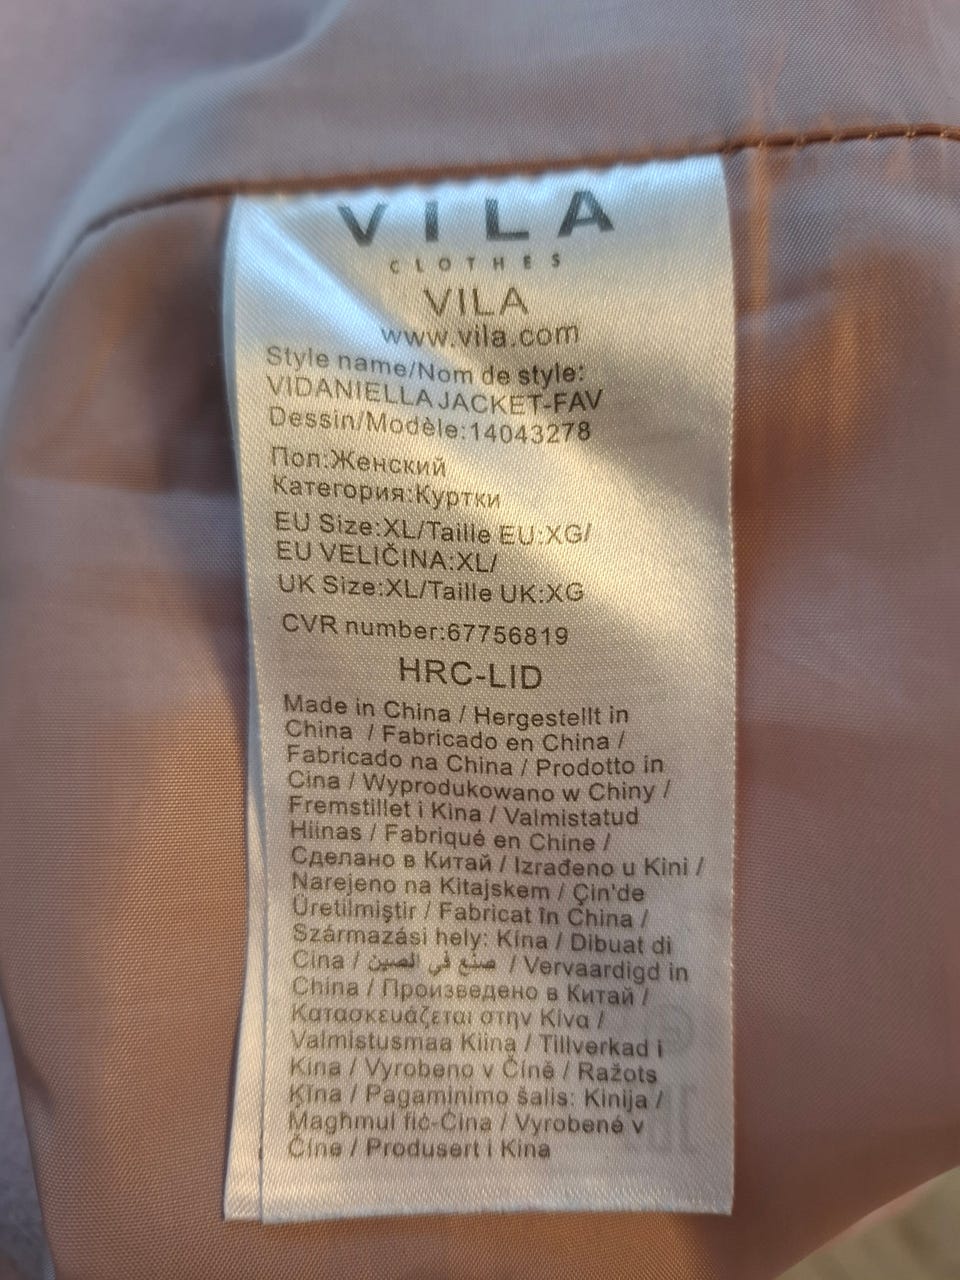 VILA
CLOTHES
VILA
www.vila.com
Style name/Nom de style:
VIDANIELLA JACKET-FAV
Dessin/Modèle:14043278
Пол:Женский
Категория:Куртки
EU Size:XL/Taille EU:XG/
EU VELIČINA:XL/
UK Size:XL/Taille UK:XG
CVR number:67756819
HRC-LID
Made in China / Hergestellt in
China / Fabricado en China /
Fabricado na China / Prodotto in
Cina / Wyprodukowano w Chiny /
Fremstillet i Kina / Valmistatud
Hiinas / Fabriqué en Chine /
Сделано в Китай / Izrađeno u Kini /
Narejeno na Kitajskem / Çin'de
Üretilmiştir / Fabricat în China /
Származási hely: Kína / Dibuat di
Cina / صنع في الصين / Vervaardigd in
China / Произведено в Китай /
Κατασκευάζεται στην Κίνα /
Valmistusmaa Kiina / Tillverkad i
Kina / Vyrobeno v Číně / Ražots
Ķīna / Pagaminimo šalis: Kinija /
Magħmul fiċ-Ċina / Vyrobené v
Číne / Produsert i Kina